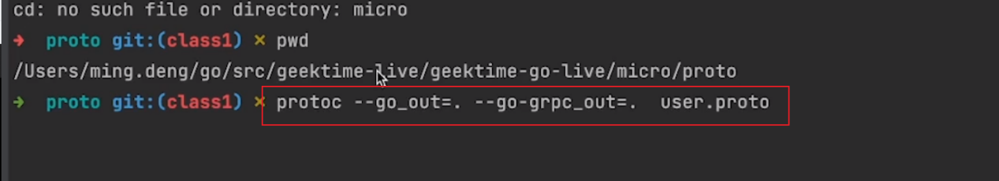 cd: no such file or directory: micro
➜ proto git:(class1) ✗ pwd
/Users/ming.deng/go/src/geektime-live/geektime-go-live/micro/proto
➜ proto git:(class1) ✗ protoc --go_out=. --go-grpc_out=. user.proto